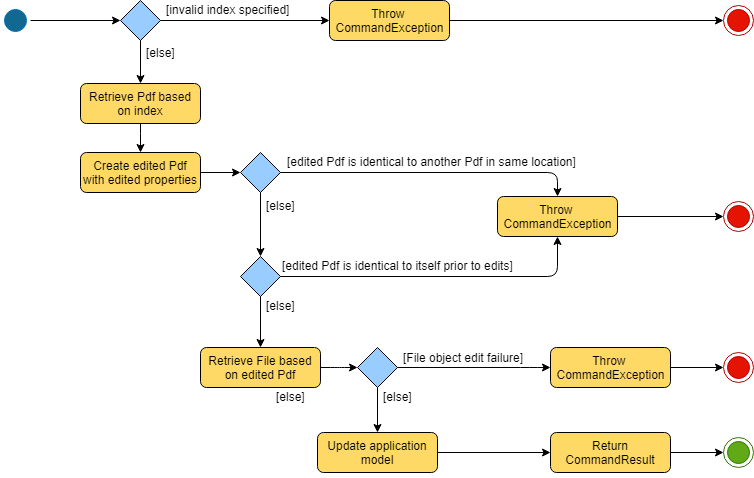 [invalid index specified]
Throw
CommandException
[else]
Retrieve Pdf based
on index
Create edited Pdf
with edited properties
[edited Pdf is identical to another Pdf in same location]
[else]
Throw
CommandException
[edited Pdf is identical to itself prior to edits]
[else]
Retrieve File based
on edited Pdf
[File object edit failure]
Throw
CommandException
[else]
[else]
Update application
model
Return
CommandResult